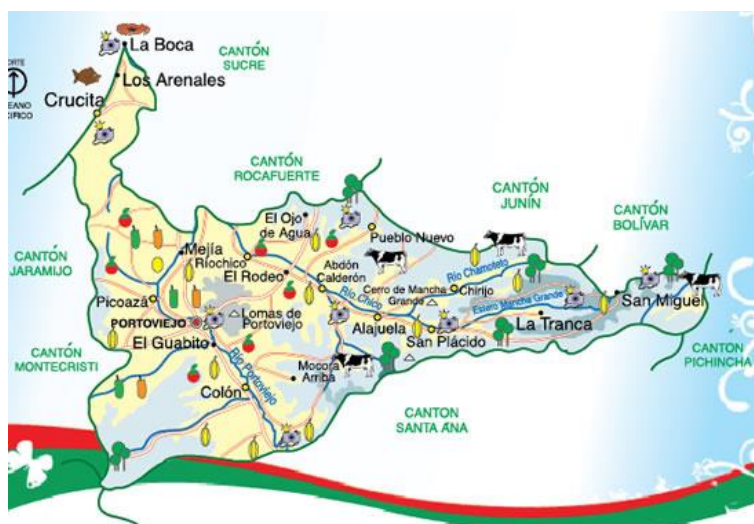 La Boca
CANTÓN
SUCRE
Los Arenales
Crucita
CANTÓN
ROCAFUERTE
CANTÓN
JUNÍN
CANTÓN
BOLÍVAR
El Ojo
de Agua
Pueblo Nuevo
Mejía
Ríochico
El Rodeo
Abdón
Calderón
Río Chamoteto
CANTÓN
JARAMIJO
Cerro de Mancha
Grande
Chirijo
Picoazá
Río Chico
Estero Mancha Grande
San Miguel
PORTOVIEJO
Lomas de
Portoviejo
Alajuela
La Tranca
El Guabito
San Plácido
CANTÓN
MONTECRISTI
CANTON
PICHINCHA
Río Portoviejo
Mocora
Arriba
Colón
CANTON
SANTA ANA